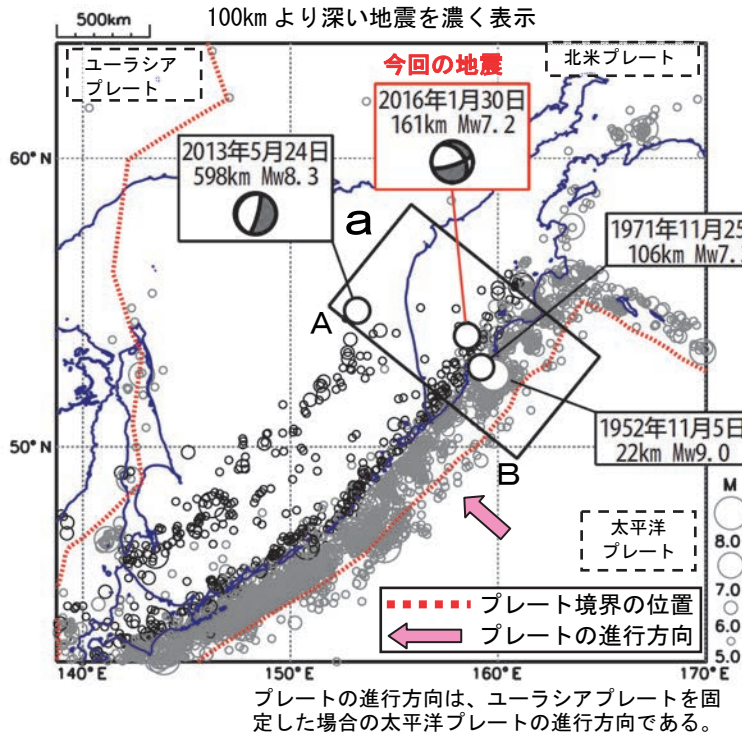 100km より深い地震を濃く表示
500km
ユーラシア
プレート
北米プレート
今回の地震
2016年1月30日
161km Mw7.2
2013年5月24日
598km Mw8.3
60°N
a
1971年11月25
106km Mw7.
A
50°N
B
1952年11月5日
22km Mw9.0
M
8.0
7.0
6.0
5.0
太平洋
プレート
プレート境界の位置
プレートの進行方向
140°E
150°E
160°E
170°E
プレートの進行方向は、ユーラシアプレートを固
定した場合の太平洋プレートの進行方向である。